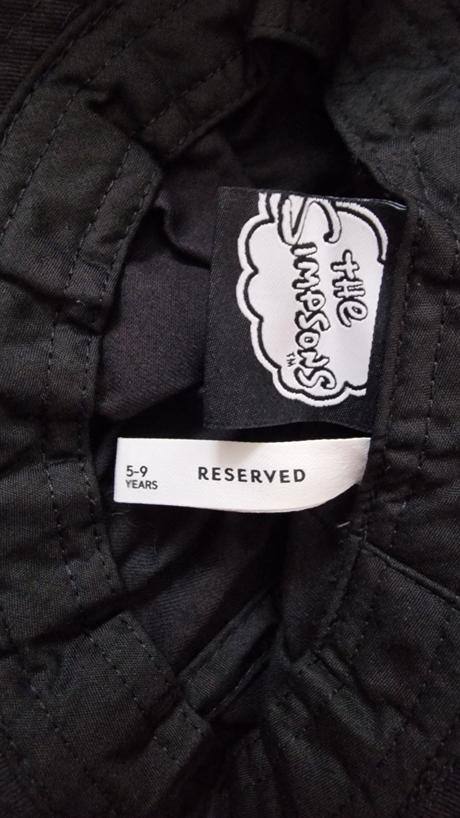 THE
SIMPSONS
TM
5-9
YEARS
RESERVED